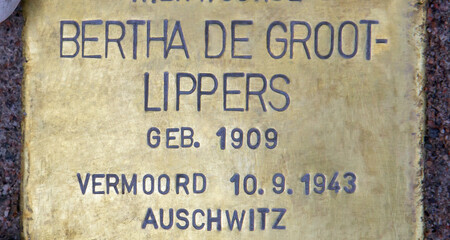 BERTHA DE GROOT-
LIPPERS
GEB. 1909
VERMOORD 10.9.1943
AUSCHWITZ